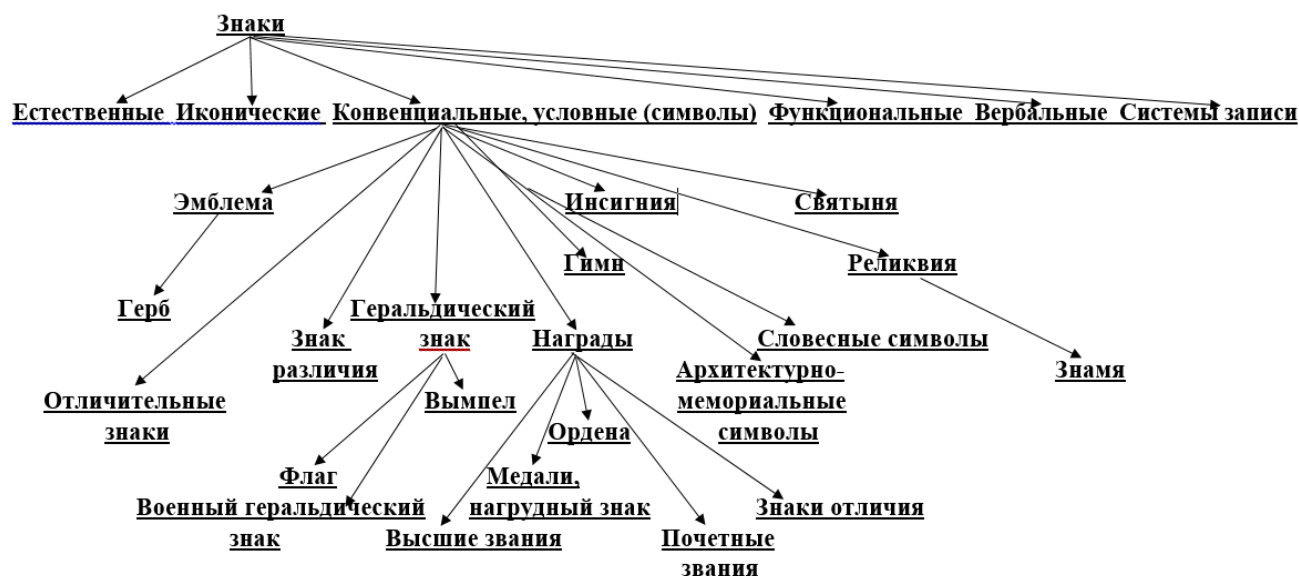 Знаки
Естественные Иконические Конвенциальные, условные (символы) Функциональные Вербальные Системы записи
Эмблема Инсигния Святыня
Гимн Реликвия
Герб Геральдический
Знак знак Награды Словесные символы
различия Архитектурно- Знамя
Отличительные Вымпел мемориальные
знаки Ордена символы
Флаг Медали,
Военный геральдический нагрудный знак Знаки отличия
знак Высшие звания Почетные
звания